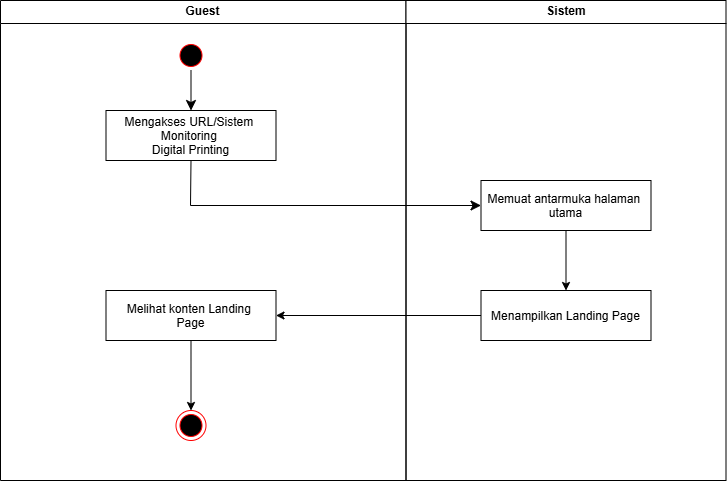 Guest
Sistem
Mengakses URL/Sistem
Monitoring
Digital Printing
Memuat antarmuka halaman
utama
Menampilkan Landing Page
Melihat konten Landing
Page